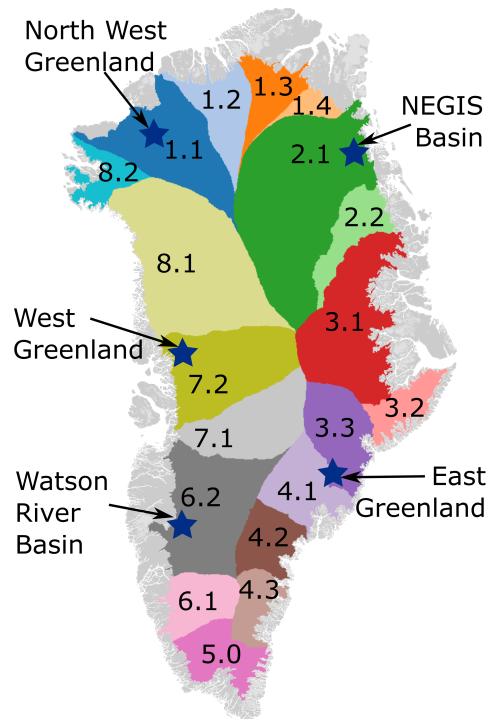 North West
Greenland
1.2
1.3
1.4
NEGIS
Basin
1.1
2.1
8.2
2.2
8.1
West
Greenland
3.1
7.2
3.2
7.1
3.3
Watson
River
Basin
6.2
4.1
East
Greenland
4.2
6.1
4.3
5.0